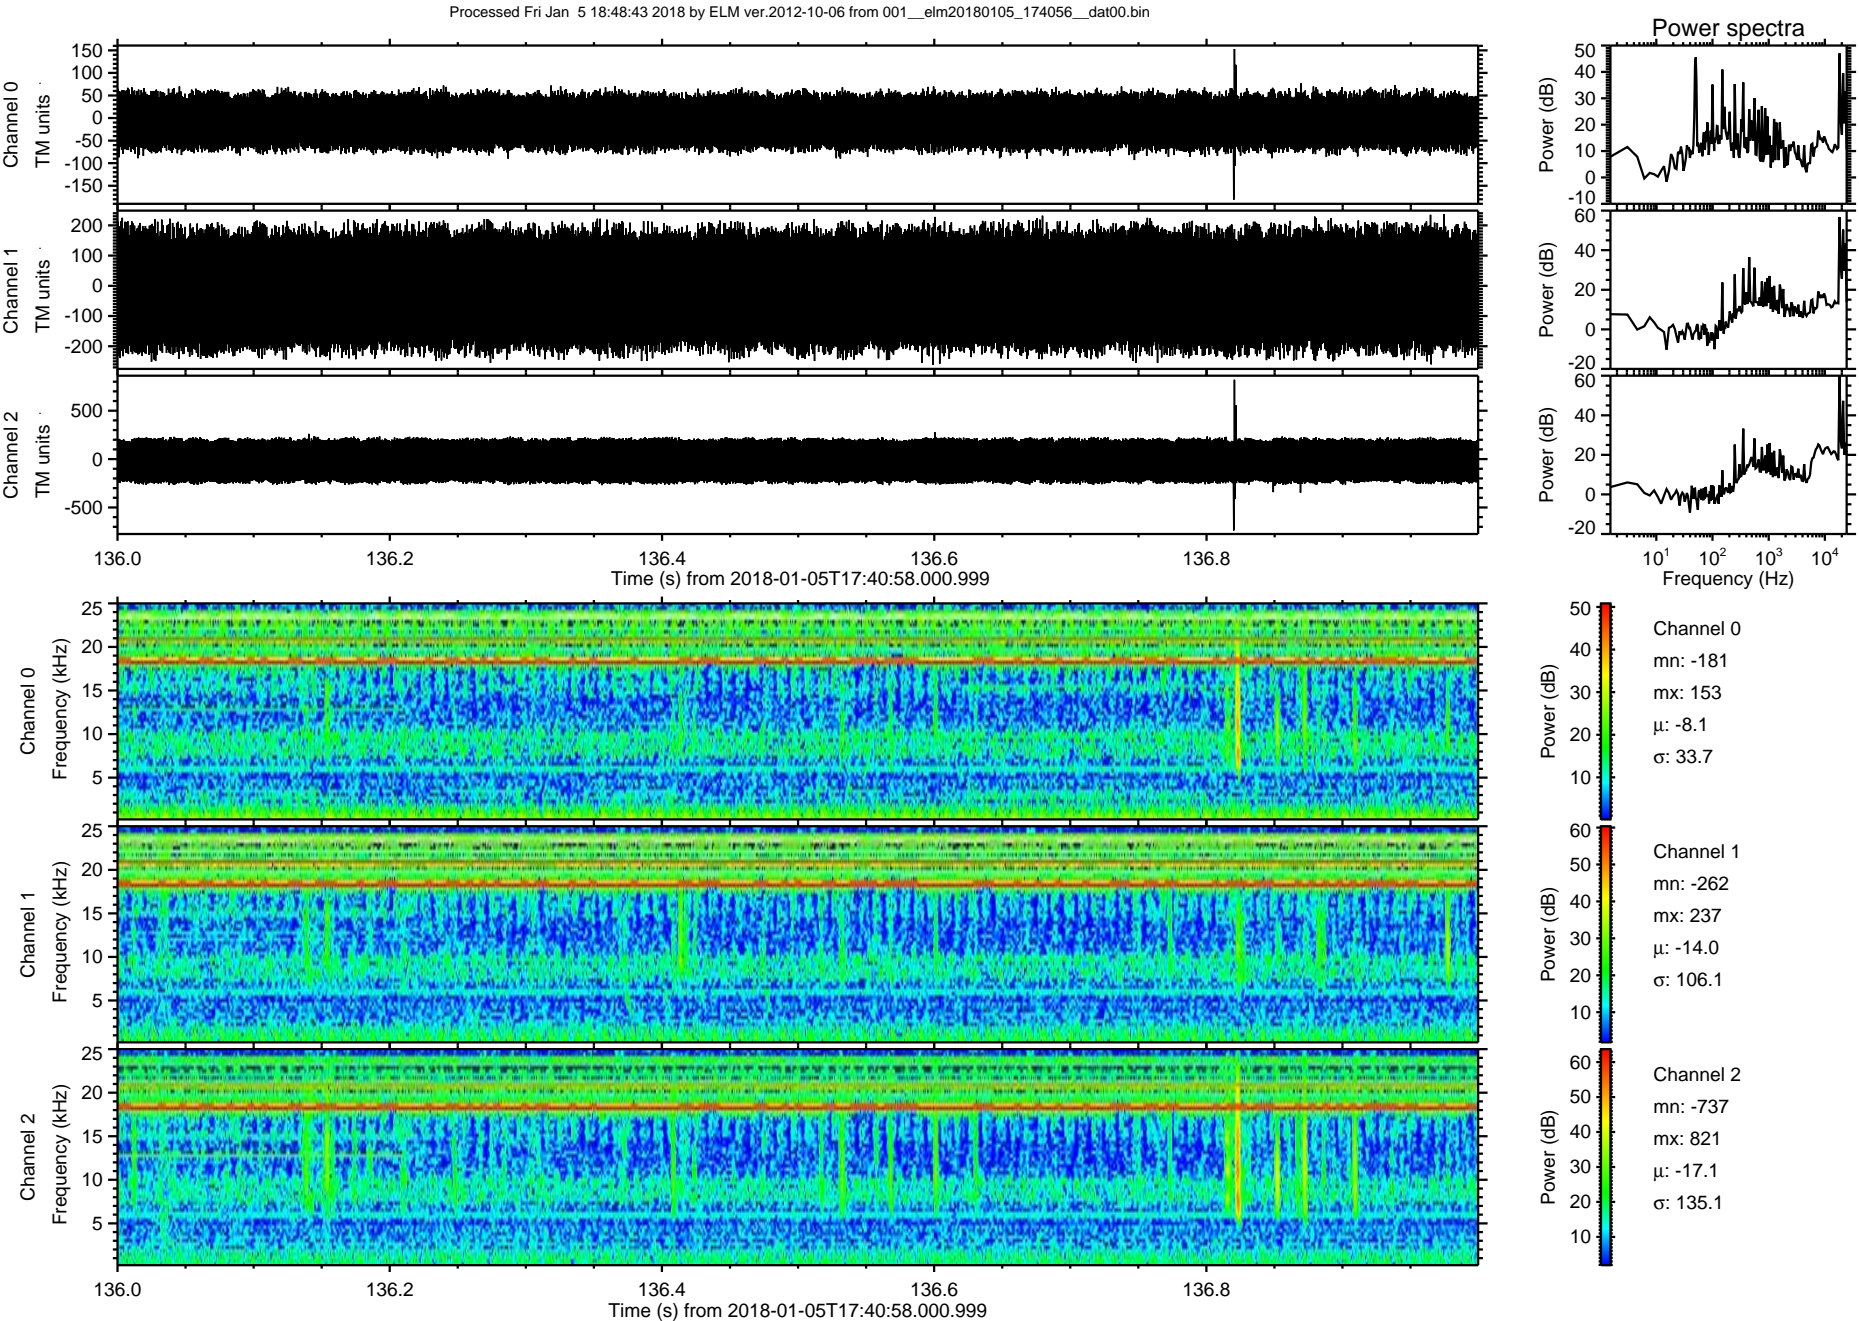 Processed Fri Jan  5 18:48:43 2018 by ELM ver.2012-10-06 from 001__elm20180105_174056__dat00.bin
Power spectra
Channel 0
TM units
150
100
50
0
-50
-100
-150
Power (dB)
50
40
30
20
10
0
-10
Channel 1
TM units
200
100
0
-100
-200
Power (dB)
60
40
20
0
-20
Channel 2
TM units
500
0
-500
Power (dB)
60
40
20
0
-20
136.0 136.2 136.4 136.6 136.8
Time (s) from 2018-01-05T17:40:58.000.999
10^1 10^2 10^3 10^4
Frequency (Hz)
Channel 0
Frequency (kHz)
25
20
15
10
5
Power (dB)
50
40
30
20
10
Channel 0
mn: -181
mx: 153
μ: -8.1
σ: 33.7
Channel 1
Frequency (kHz)
25
20
15
10
5
Power (dB)
60
50
40
30
20
10
Channel 1
mn: -262
mx: 237
μ: -14.0
σ: 106.1
Channel 2
Frequency (kHz)
25
20
15
10
5
Power (dB)
60
50
40
30
20
10
Channel 2
mn: -737
mx: 821
μ: -17.1
σ: 135.1
136.0 136.2 136.4 136.6 136.8
Time (s) from 2018-01-05T17:40:58.000.999